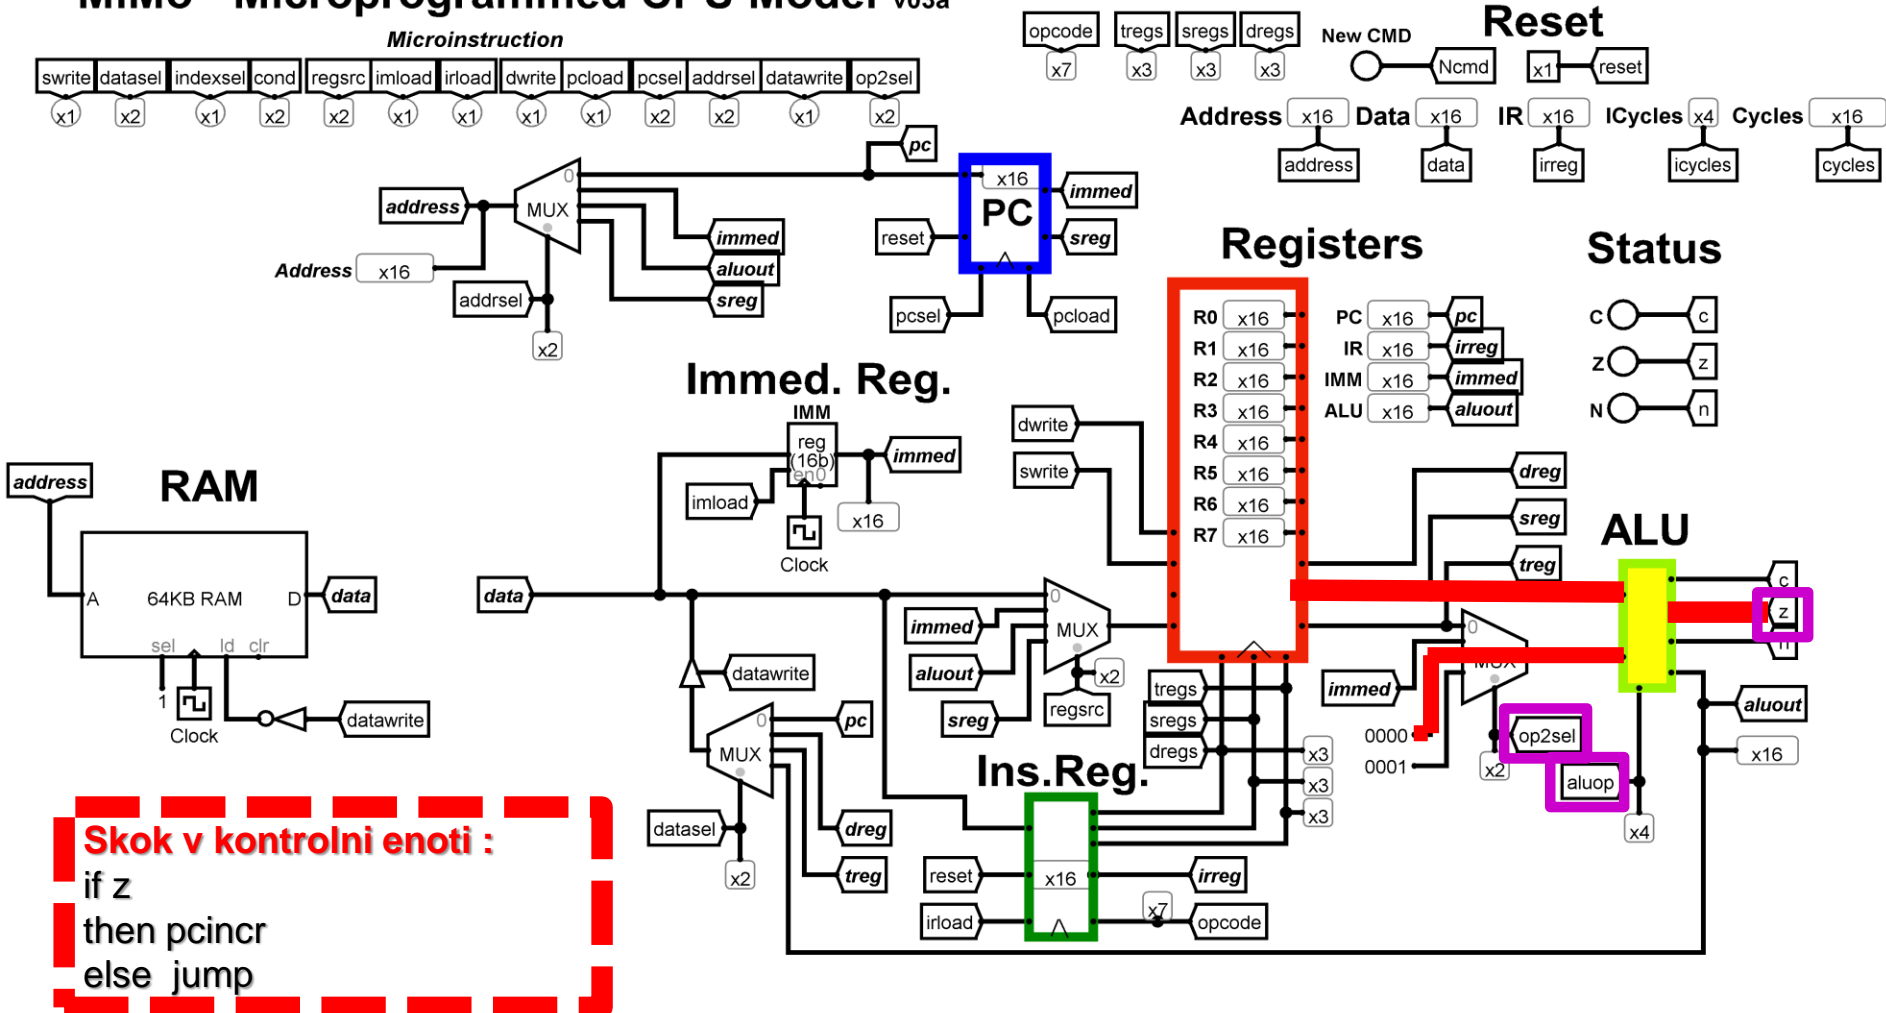 MiMo - Microprogrammed CPU Model v03a
Microinstruction
swrite datasel indexsel cond regsrc imload irload dwrite pcload pcsel addrsel datawrite op2sel
x1 x2 x1 x2 x2 x1 x1 x1 x1 x2 x2 x1 x2
opcode tregs sregs dregs
x7 x3 x3 x3
Reset
New CMD Ncmd x1 reset
Address x16 Data x16 IR x16 ICycles x4 Cycles x16
address data irreg icycles cycles
pc
0
MUX
address
Address x16
addrsel
x2
immed
aluout
sreg
x16
PC
immed
reset
sreg
pcsel
pcload
Registers
R0 x16
R1 x16
R2 x16
R3 x16
R4 x16
R5 x16
R6 x16
R7 x16
PC x16 pc
IR x16 irreg
IMM x16 immed
ALU x16 aluout
Status
C c
Z z
N n
Immed. Reg.
IMM
reg
(16b)
en0
immed
imload
x16
Clock
dwrite
swrite
dreg
sreg
treg
RAM
address
A 64KB RAM D
data
sel ld clr
1
Clock
datawrite
data
0
MUX
immed
aluout
sreg
x2
regsrc
datawrite
0
MUX
pc
dreg
treg
datasel
x2
tregs
sregs
dregs
x3
x3
x3
Ins.Reg.
reset
x16
irreg
irload
x7
opcode
ALU
c
z
n
0
MUX
immed
0000
0001
op2sel
x2
aluop
x4
aluout
x16
Skok v kontrolni enoti :
if z
then pcincr
else jump